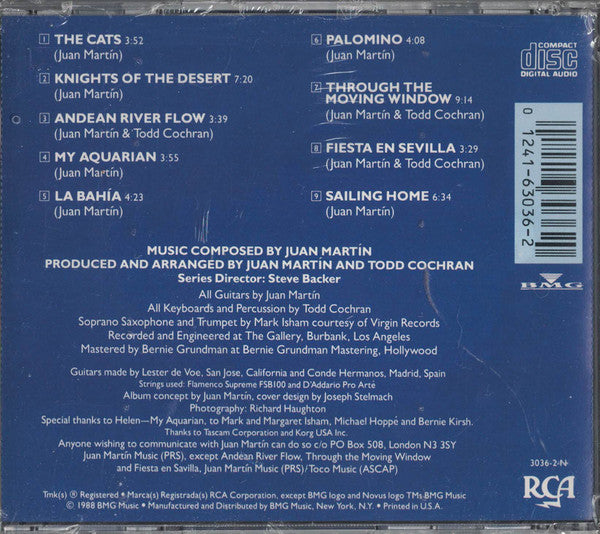 1 THE CATS 3:52
(Juan Martín)
2 KNIGHTS OF THE DESERT 7:20
(Juan Martín)
3 ANDEAN RIVER FLOW 3:39
(Juan Martín & Todd Cochran)
4 MY AQUARIAN 3:55
(Juan Martín)
5 LA BAHÍA 4:23
(Juan Martín)
6 PALOMINO 4:08
(Juan Martín)
7 THROUGH THE
MOVING WINDOW 9:14
(Juan Martín & Todd Cochran)
8 FIESTA EN SEVILLA 3:29
(Juan Martín & Todd Cochran)
9 SAILING HOME 6:34
(Juan Martín)
COMPACT
disc
DIGITAL AUDIO
0 1241-63036-2
BMG
MUSIC COMPOSED BY JUAN MARTÍN
PRODUCED AND ARRANGED BY JUAN MARTÍN AND TODD COCHRAN
Series Director: Steve Backer
All Guitars by Juan Martín
All Keyboards and Percussion by Todd Cochran
Soprano Saxophone and Trumpet by Mark Isham courtesy of Virgin Records
Recorded and Engineered at The Gallery, Burbank, Los Angeles
Mastered by Bernie Grundman at Bernie Grundman Mastering, Hollywood
Guitars made by Lester de Voe, San Jose, California and Conde Hermanos, Madrid, Spain
Strings used: Flamenco Supreme FSB100 and D'Addario Pro Arté
Album concept by Juan Martín, cover design by Joseph Stelmach
Photography: Richard Haughton
Special thanks to Helen—My Aquarian, to Mark and Margaret Isham, Michael Hoppé and Bernie Kirsh.
Thanks to Tascam Corporation and Korg USA Inc.
Anyone wishing to communicate with Juan Martín can do so c/o PO Box 508, London N3 3SY
Juan Martín Music (PRS), except Andean River Flow, Through the Moving Window
and Fiesta en Savilla, Juan Martín Music (PRS)/Toco Music (ASCAP)
3036-2-N
RCA
Tmk(s) ® Registered • Marca(s) Registrada(s) RCA Corporation, except BMG logo and Novus logo TMs BMG Music
© 1988 BMG Music • Manufactured and Distributed by BMG Music, New York, N.Y. • Printed in U.S.A.